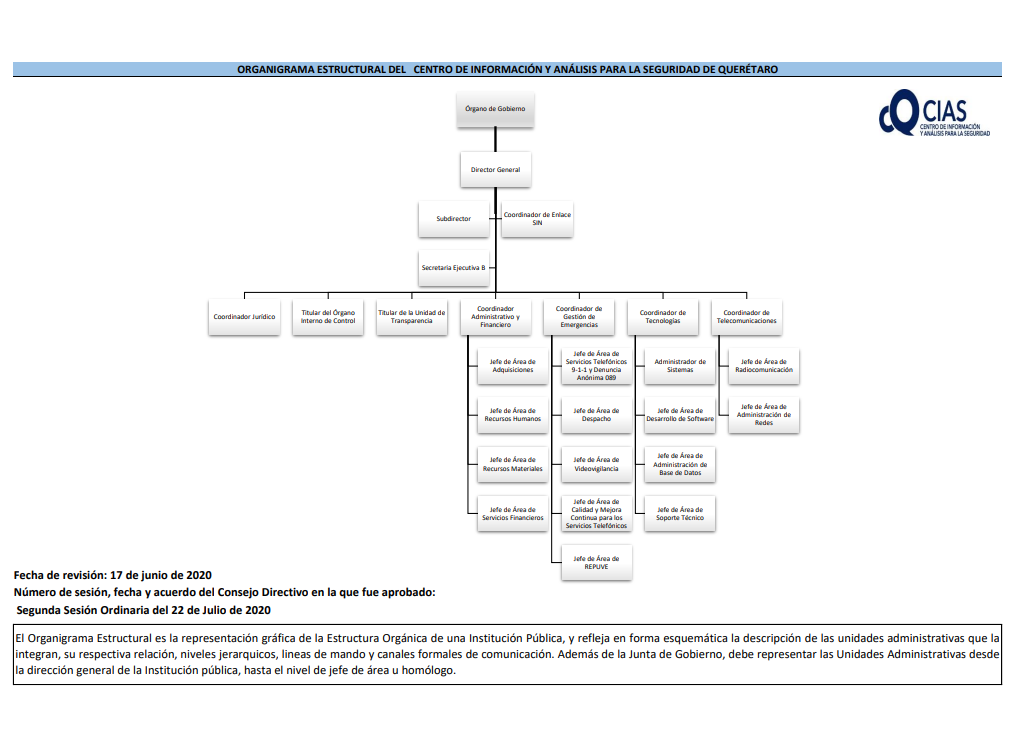 ORGANIGRAMA ESTRUCTURAL DEL CENTRO DE INFORMACIÓN Y ANÁLISIS PARA LA SEGURIDAD DE QUERÉTARO
CQCIAS
CENTRO DE INFORMACIÓN
Y ANÁLISIS PARA LA SEGURIDAD
Órgano de Gobierno
Director General
Subdirector
Coordinador de Enlace
SIN
Secretaria Ejecutiva B
Coordinador Jurídico
Titular del Órgano
Interno de Control
Titular de la Unidad de
Transparencia
Coordinador
Administrativo y
Financiero
Coordinador de
Gestión de
Emergencias
Coordinador de
Tecnologías
Coordinador de
Telecomunicaciones
Jefe de Área de
Adquisiciones
Jefe de Área de
Recursos Humanos
Jefe de Área de
Recursos Materiales
Jefe de Área de
Servicios Financieros
Jefe de Área de
Servicios Telefónicos
9-1-1 y Denuncia
Anónima 089
Jefe de Área de
Despacho
Jefe de Área de
Videovigilancia
Jefe de Área de
Calidad y Mejora
Continua para los
Servicios Telefónicos
Jefe de Área de
REPUVE
Administrador de
Sistemas
Jefe de Área de
Desarrollo de Software
Jefe de Área de
Administración de
Base de Datos
Jefe de Área de
Soporte Técnico
Jefe de Área de
Radiocomunicación
Jefe de Área de
Administración de
Redes
Fecha de revisión: 17 de junio de 2020
Número de sesión, fecha y acuerdo del Consejo Directivo en la que fue aprobado:
Segunda Sesión Ordinaria del 22 de Julio de 2020
El Organigrama Estructural es la representación gráfica de la Estructura Orgánica de una Institución Pública, y refleja en forma esquemática la descripción de las unidades administrativas que la
integran, su respectiva relación, niveles jerarquicos, lineas de mando y canales formales de comunicación. Además de la Junta de Gobierno, debe representar las Unidades Administrativas desde
la dirección general de la Institución pública, hasta el nivel de jefe de área u homólogo.